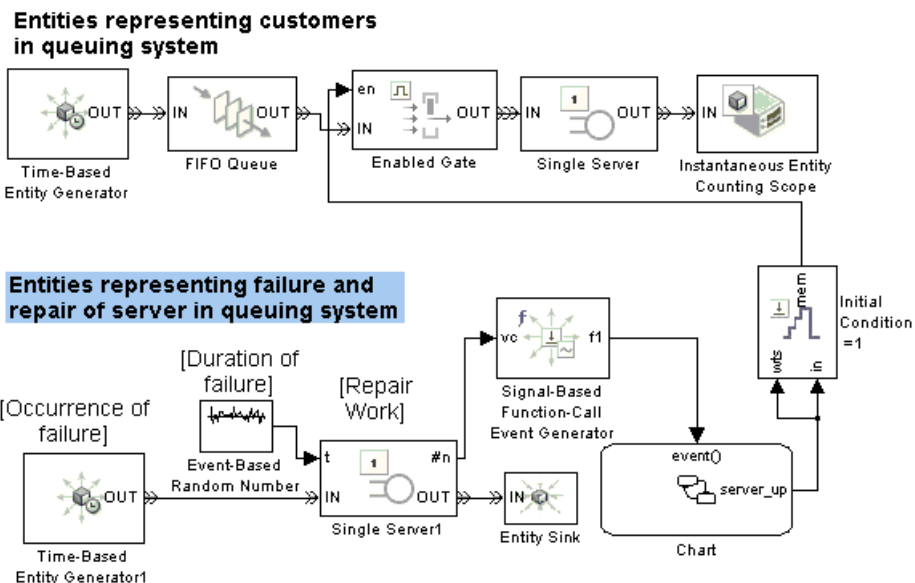 Entities representing customers
in queuing system
OUT
IN
OUT
en
IN
OUT
1
IN
OUT
IN
Time-Based
Entity Generator
FIFO Queue
Enabled Gate
Single Server
Instantaneous Entity
Counting Scope
Entities representing failure and
repair of server in queuing system
mem
wts
in
Initial
Condition
=1
f
vc
f1
Signal-Based
Function-Call
Event Generator
[Duration of
failure]
[Repair
Work]
[Occurrence of
failure]
Event-Based
Random Number
t
1
#n
IN
OUT
Single Server1
OUT
Time-Based
Entity Generator1
IN
Entity Sink
event()
server_up
Chart